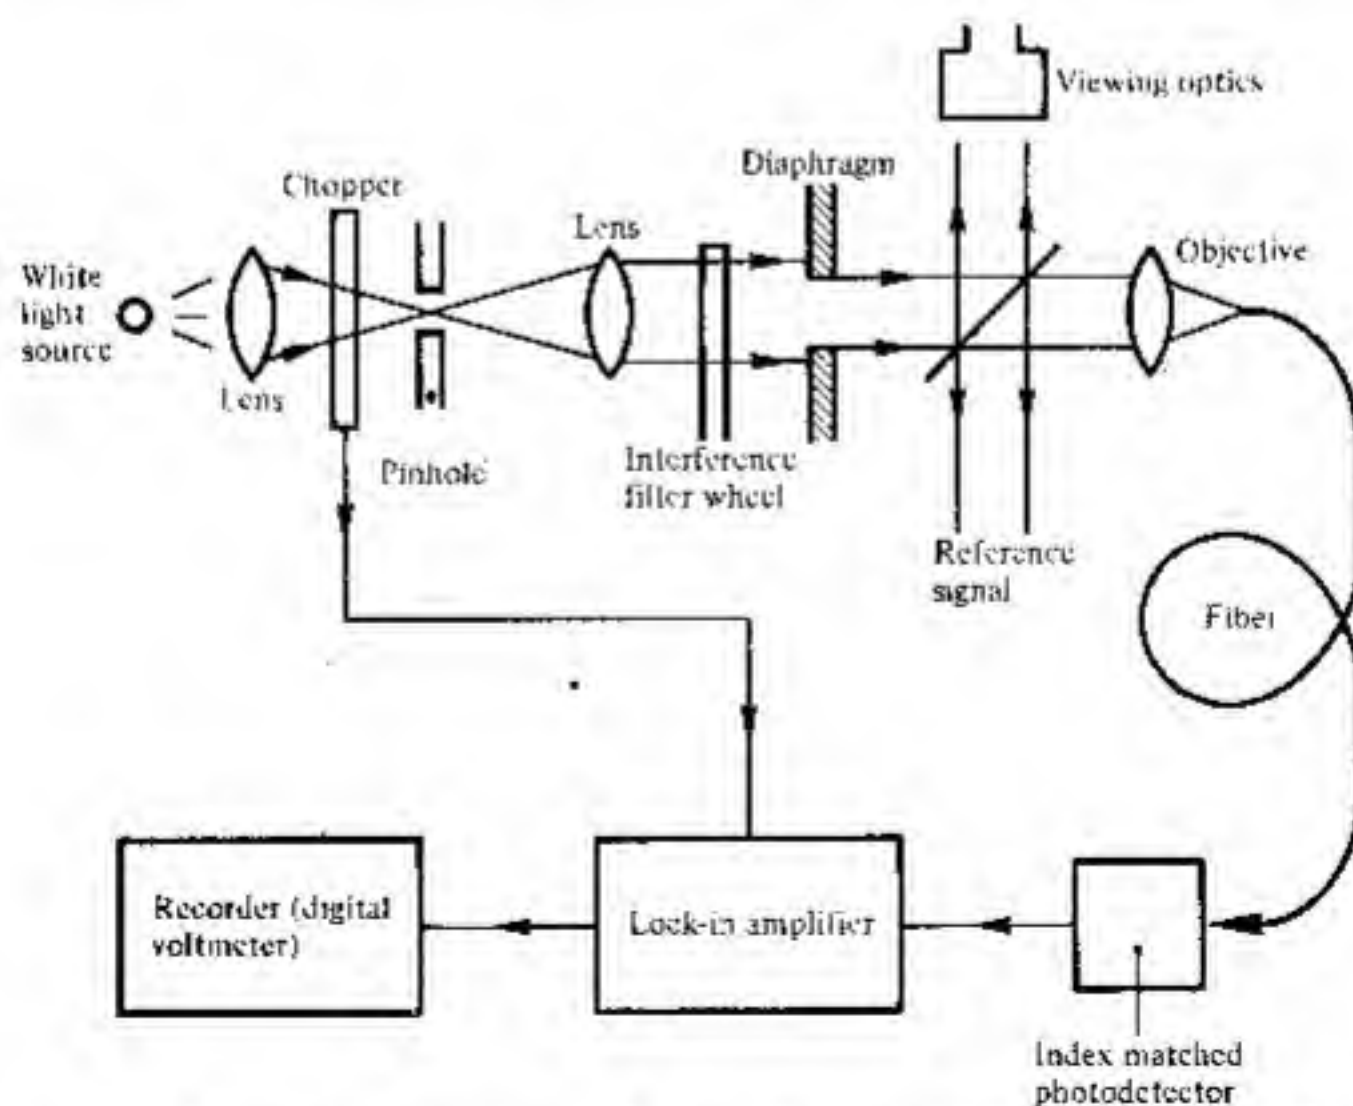 Viewing optics
Diaphragm
Chopper
Lens
Objective
White
light
source
Lens
Pinhole
Interference
filter wheel
Reference
signal
Fiber
Recorder (digital
voltmeter)
Lock-in amplifier
Index matched
photodetector